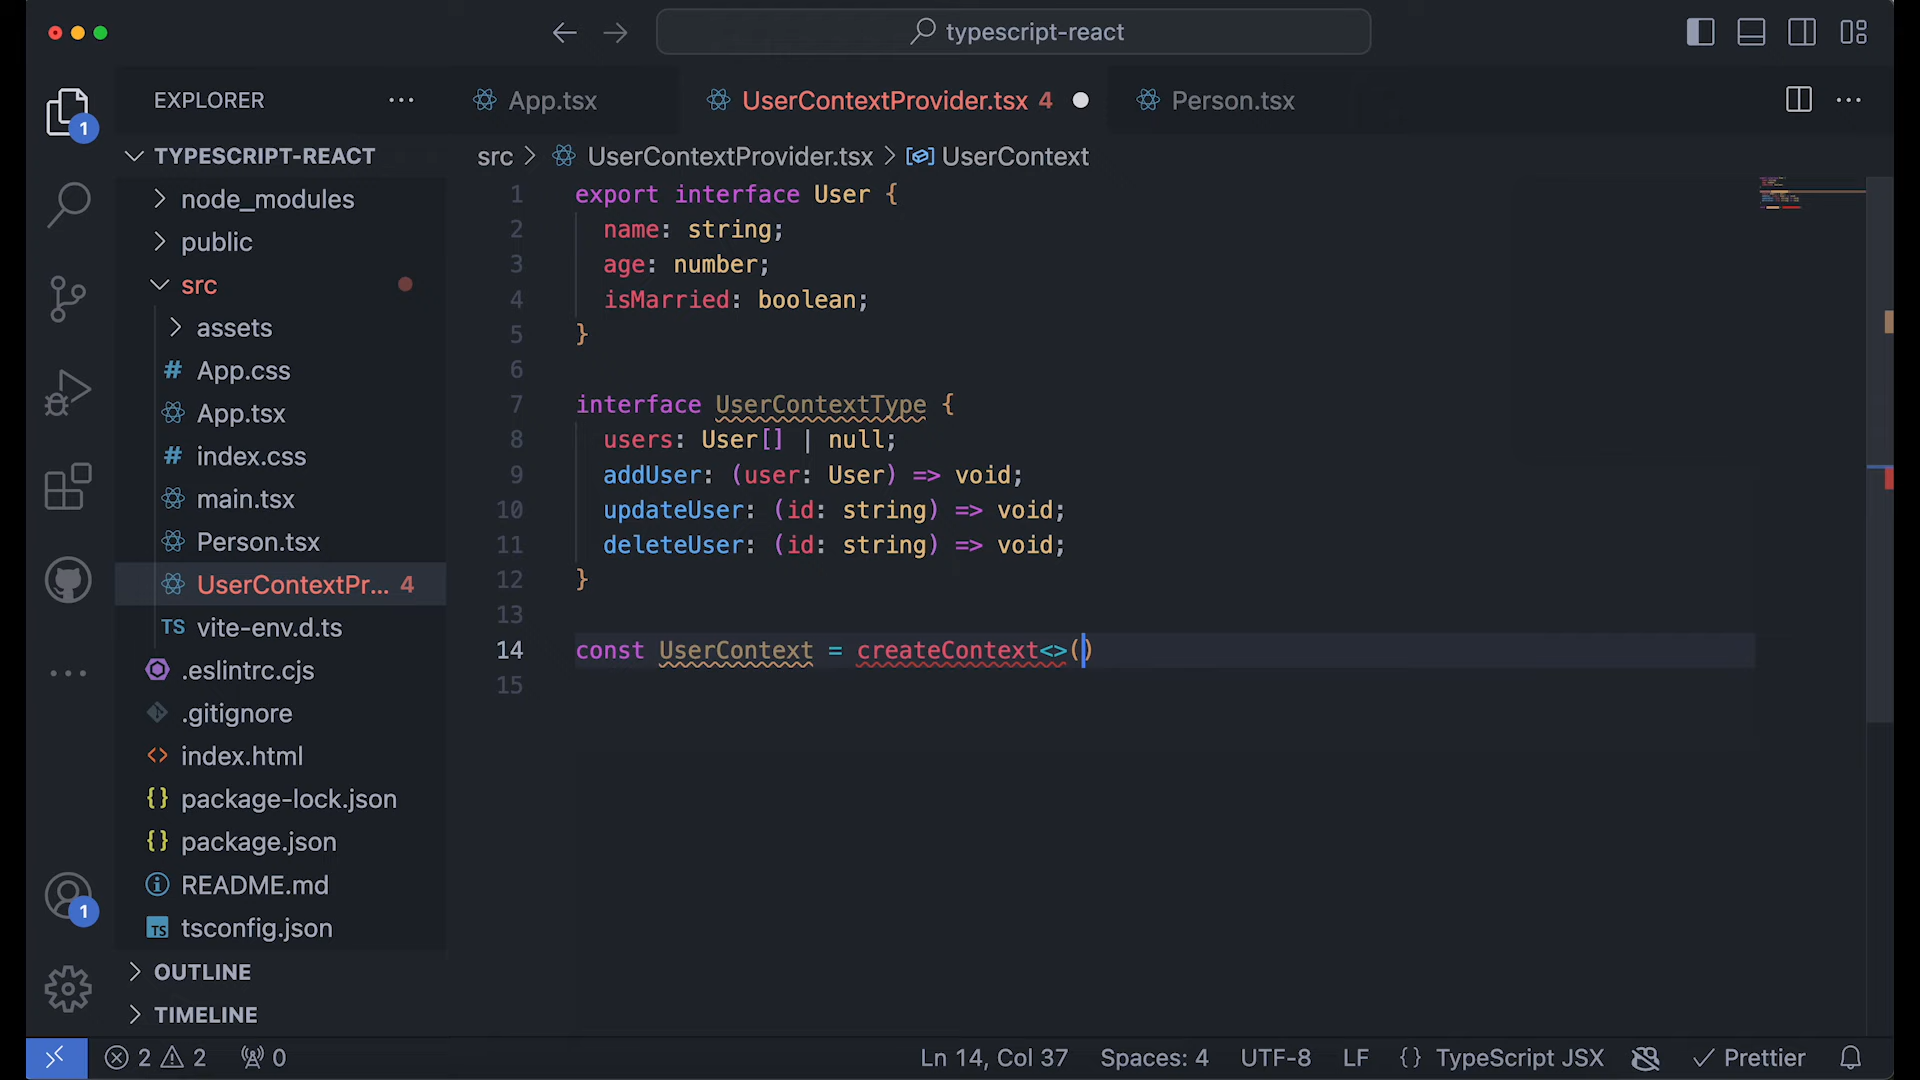 typescript-react
EXPLORER
App.tsx
UserContextProvider.tsx 4
Person.tsx
1
TYPESCRIPT-REACT
src > UserContextProvider.tsx > UserContext
node_modules
public
src
assets
App.css
App.tsx
index.css
main.tsx
Person.tsx
UserContextPr... 4
TS vite-env.d.ts
.eslintrc.cjs
.gitignore
index.html
package-lock.json
package.json
README.md
TS tsconfig.json
OUTLINE
TIMELINE
1
1 export interface User {
2 name: string;
3 age: number;
4 isMarried: boolean;
5 }
6
7 interface UserContextType {
8 users: User[] | null;
9 addUser: (user: User) => void;
10 updateUser: (id: string) => void;
11 deleteUser: (id: string) => void;
12 }
13
14 const UserContext = createContext<>()
15
2 2 0 Ln 14, Col 37 Spaces: 4 UTF-8 LF {} TypeScript JSX Prettier